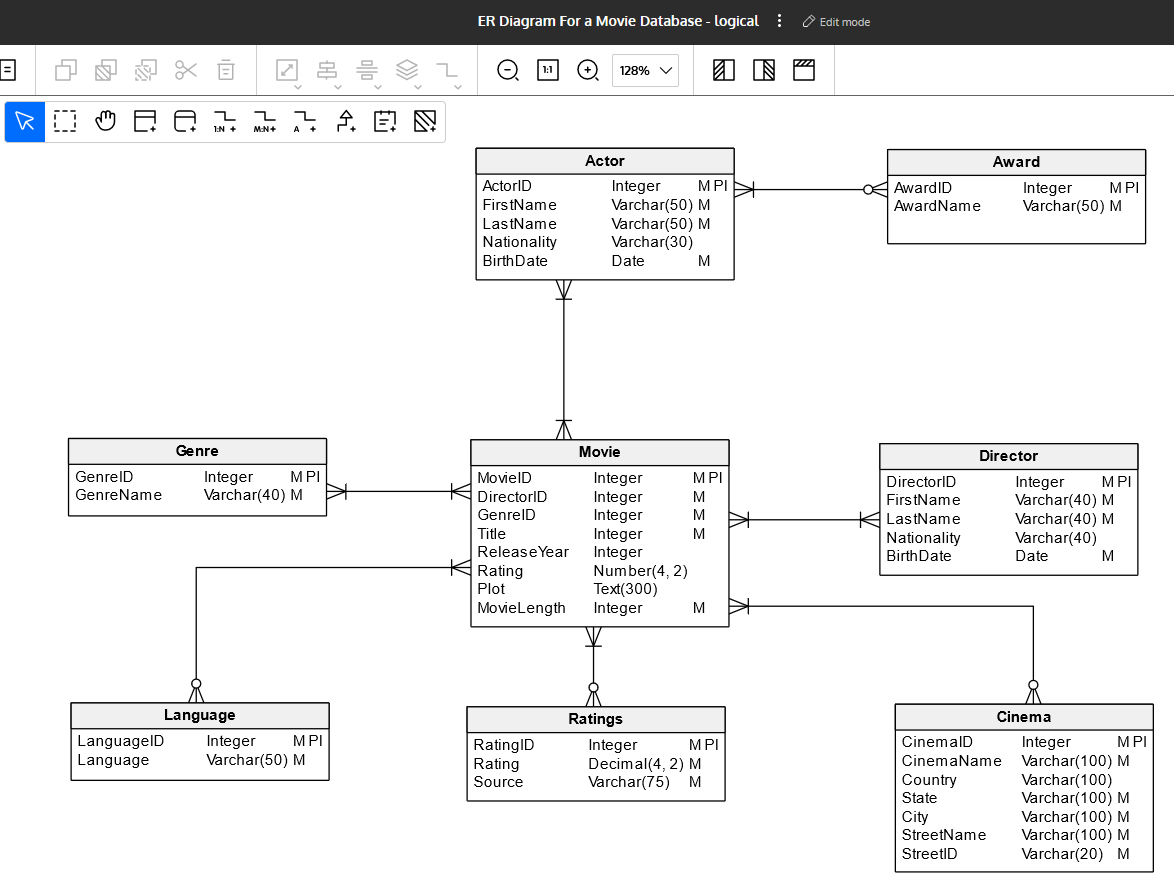 ER Diagram For a Movie Database - logical
Edit mode
1:1
128%
1:N
M:N
A
Actor
ActorID Integer M PI
FirstName Varchar(50) M
LastName Varchar(50) M
Nationality Varchar(30)
BirthDate Date M
Award
AwardID Integer M PI
AwardName Varchar(50) M
Genre
GenreID Integer M PI
GenreName Varchar(40) M
Movie
MovieID Integer M PI
DirectorID Integer M
GenreID Integer M
Title Integer M
ReleaseYear Integer
Rating Number(4, 2)
Plot Text(300)
MovieLength Integer M
Director
DirectorID Integer M PI
FirstName Varchar(40) M
LastName Varchar(40) M
Nationality Varchar(40)
BirthDate Date M
Language
LanguageID Integer M PI
Language Varchar(50) M
Ratings
RatingID Integer M PI
Rating Decimal(4, 2) M
Source Varchar(75) M
Cinema
CinemaID Integer M PI
CinemaName Varchar(100) M
Country Varchar(100)
State Varchar(100) M
City Varchar(100) M
StreetName Varchar(100) M
StreetID Varchar(20) M